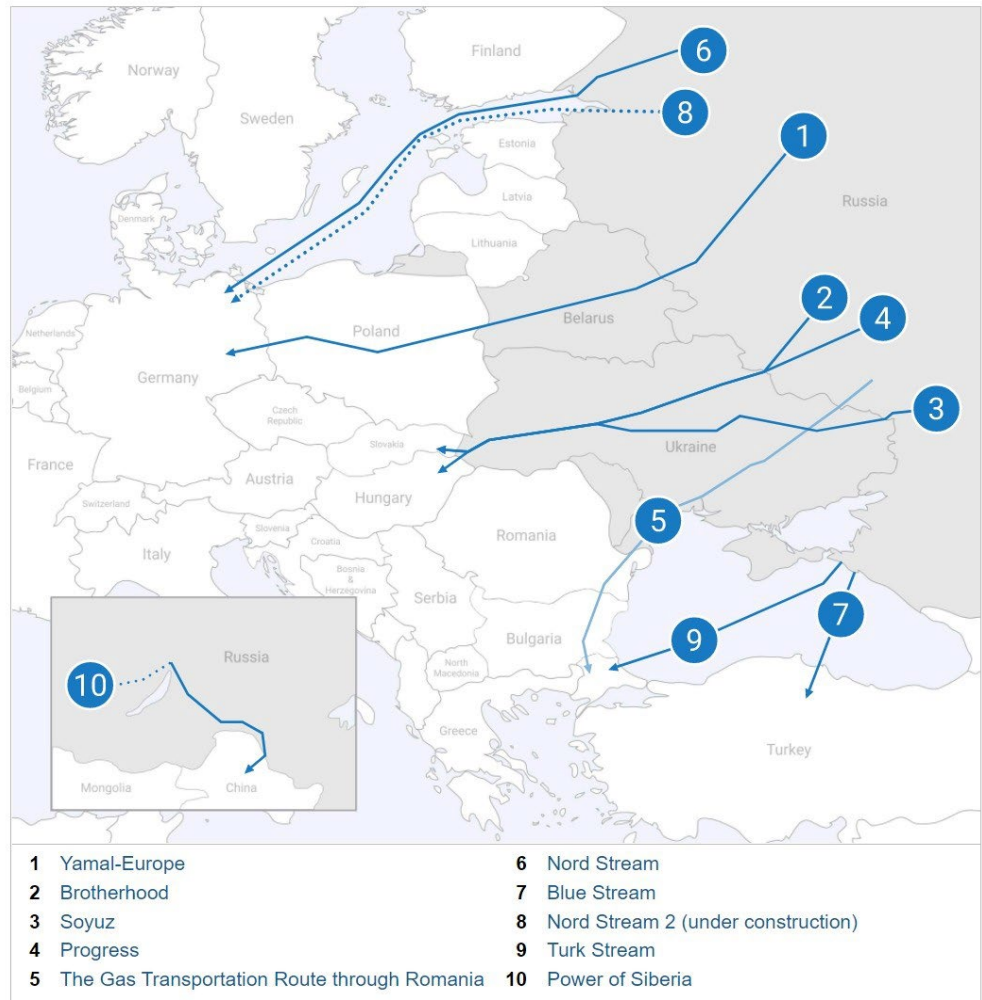 Finland
6
Norway
Sweden
8
1
Estonia
Latvia
Russia
Denmark
Lithuania
2
4
Netherlands
Poland
Belarus
Germany
Belgium
3
Czech
Republic
Slovakia
Ukraine
France
Austria
Hungary
Switzerland
5
Slovenia
Romania
Croatia
Italy
Bosnia
&
Herzegovina
Serbia
7
9
Bulgaria
Russia
North
Macedonia
10
Greece
Turkey
Mongolia
China
1 Yamal-Europe
2 Brotherhood
3 Soyuz
4 Progress
5 The Gas Transportation Route through Romania
6 Nord Stream
7 Blue Stream
8 Nord Stream 2 (under construction)
9 Turk Stream
10 Power of Siberia